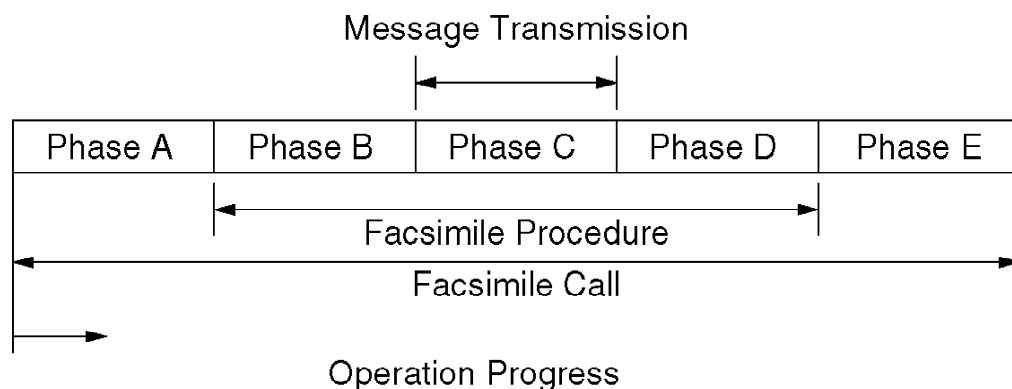 Message Transmission
Phase A Phase B Phase C Phase D Phase E
Facsimile Procedure
Facsimile Call
Operation Progress